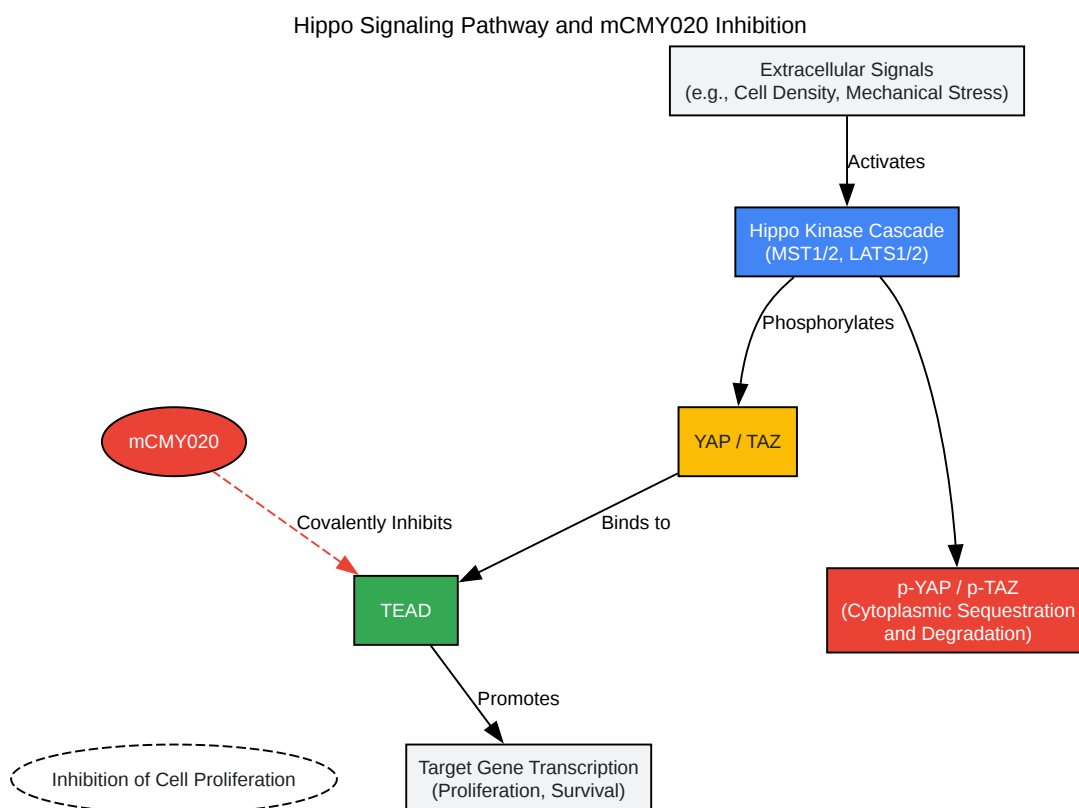 Hippo Signaling Pathway and mCMY020 Inhibition
Extracellular Signals
(e.g., Cell Density, Mechanical Stress)
Activates
Hippo Kinase Cascade
(MST1/2, LATS1/2)
Phosphorylates
mCMY020
YAP / TAZ
Covalently Inhibits
Binds to
TEAD
p-YAP / p-TAZ
(Cytoplasmic Sequestration
and Degradation)
Promotes
Inhibition of Cell Proliferation
Target Gene Transcription
(Proliferation, Survival)